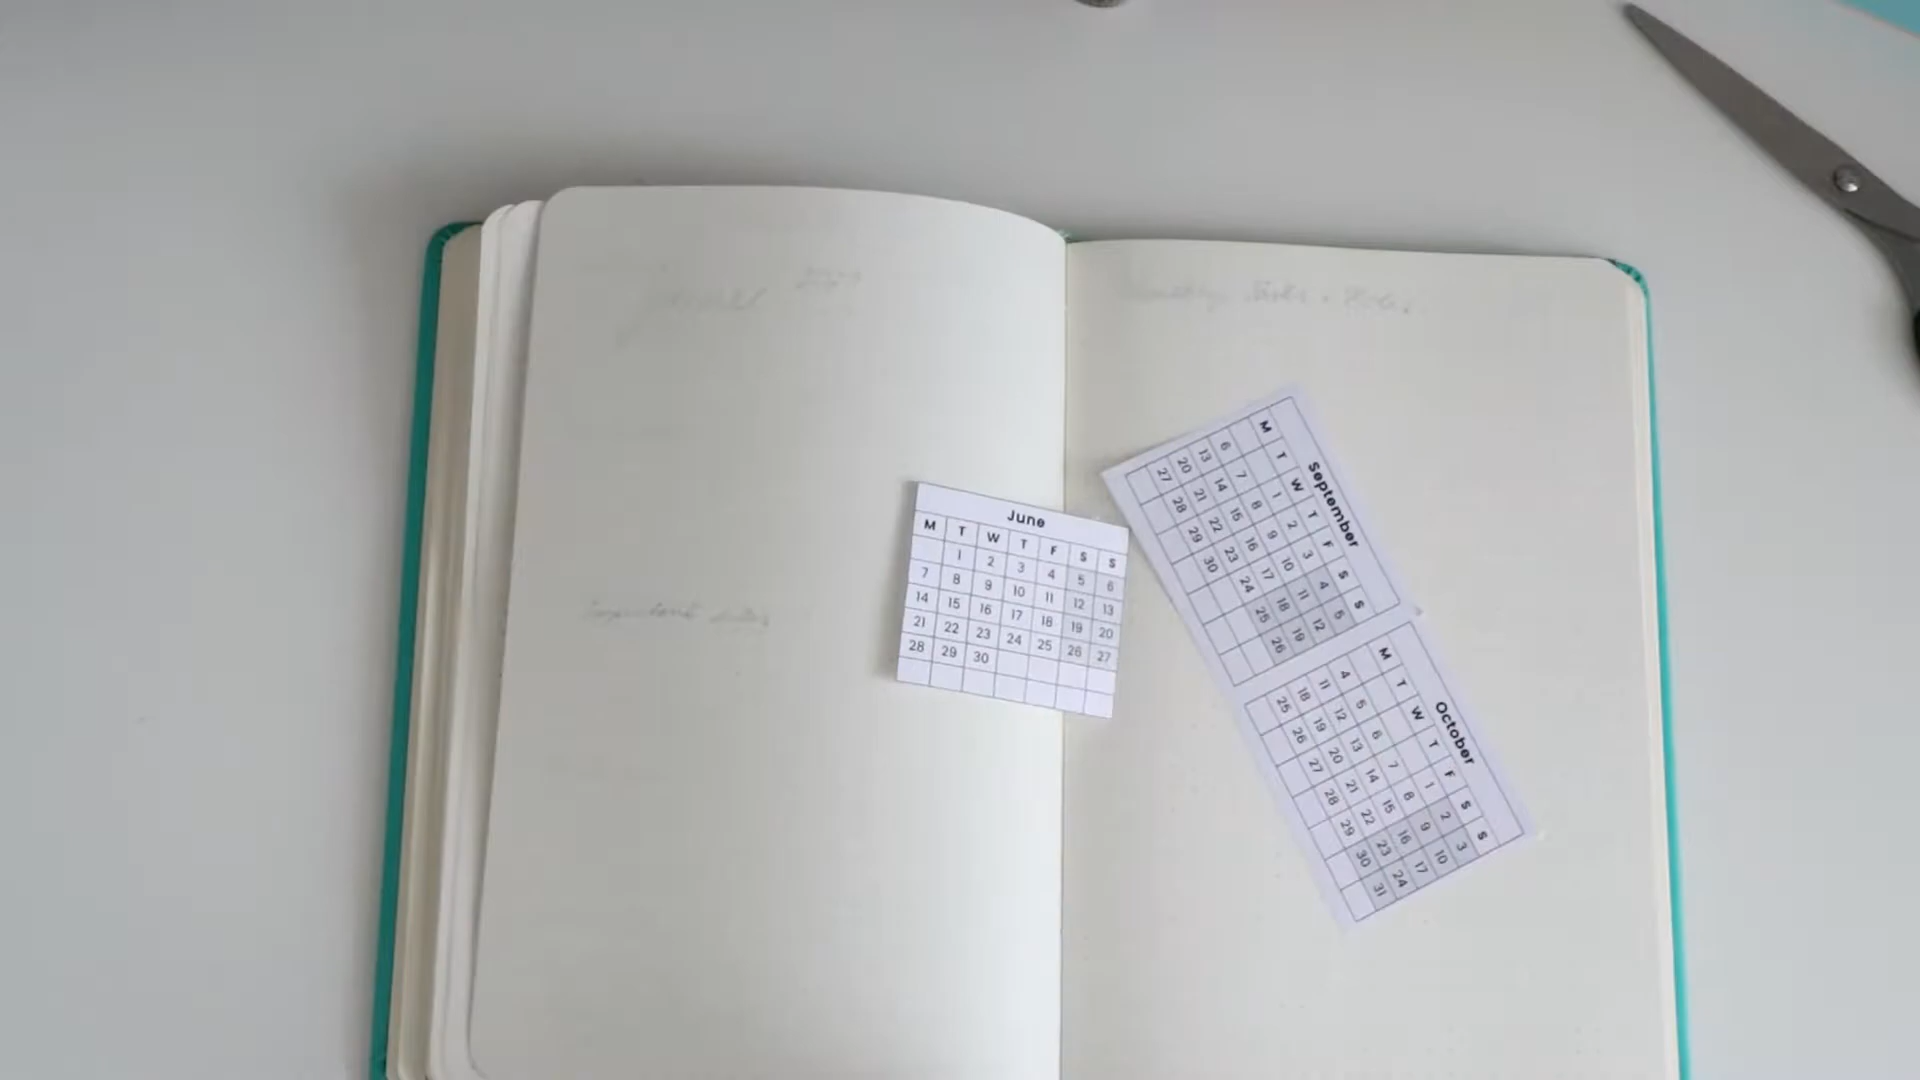 June
M T W T F S S
1 2 3 4 5 6
7 8 9 10 11 12 13
14 15 16 17 18 19 20
21 22 23 24 25 26 27
28 29 30
September
M T W T F S S
1 2 3 4 5
6 7 8 9 10 11 12
13 14 15 16 17 18 19
20 21 22 23 24 25 26
27 28 29 30
October
M T W T F S S
1 2 3
4 5 6 7 8 9 10
11 12 13 14 15 16 17
18 19 20 21 22 23 24
25 26 27 28 29 30 31